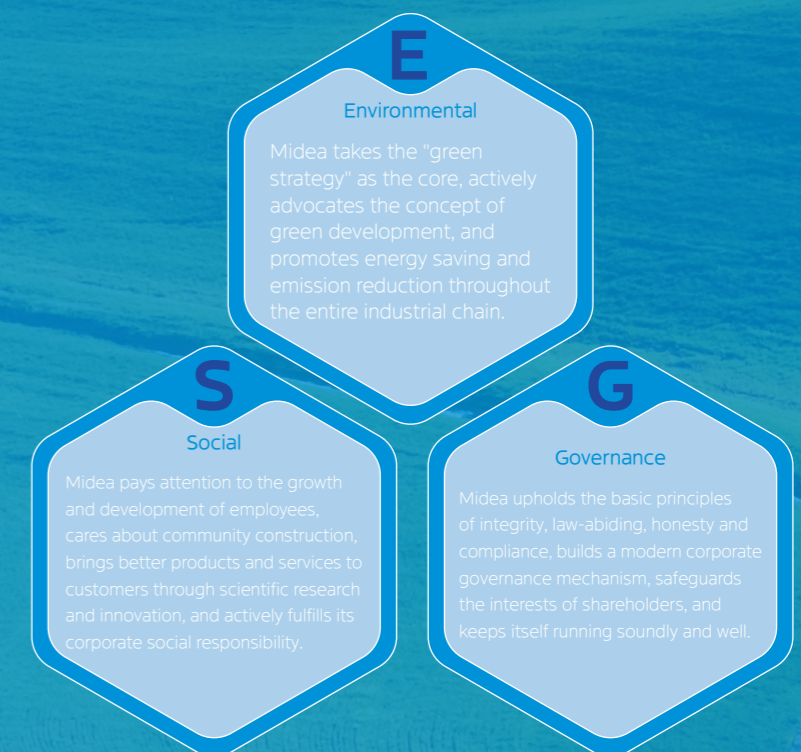 E
Environmental
Midea takes the "green
strategy" as the core, actively
advocates the concept of
green development, and
promotes energy saving and
emission reduction throughout
the entire industrial chain.
S
Social
Midea pays attention to the growth
and development of employees,
cares about community construction,
brings better products and services to
customers through scientific research
and innovation, and actively fulfills its
corporate social responsibility.
G
Governance
Midea upholds the basic principles
of integrity, law-abiding, honesty and
compliance, builds a modern corporate
governance mechanism, safeguards
the interests of shareholders, and
keeps itself running soundly and well.